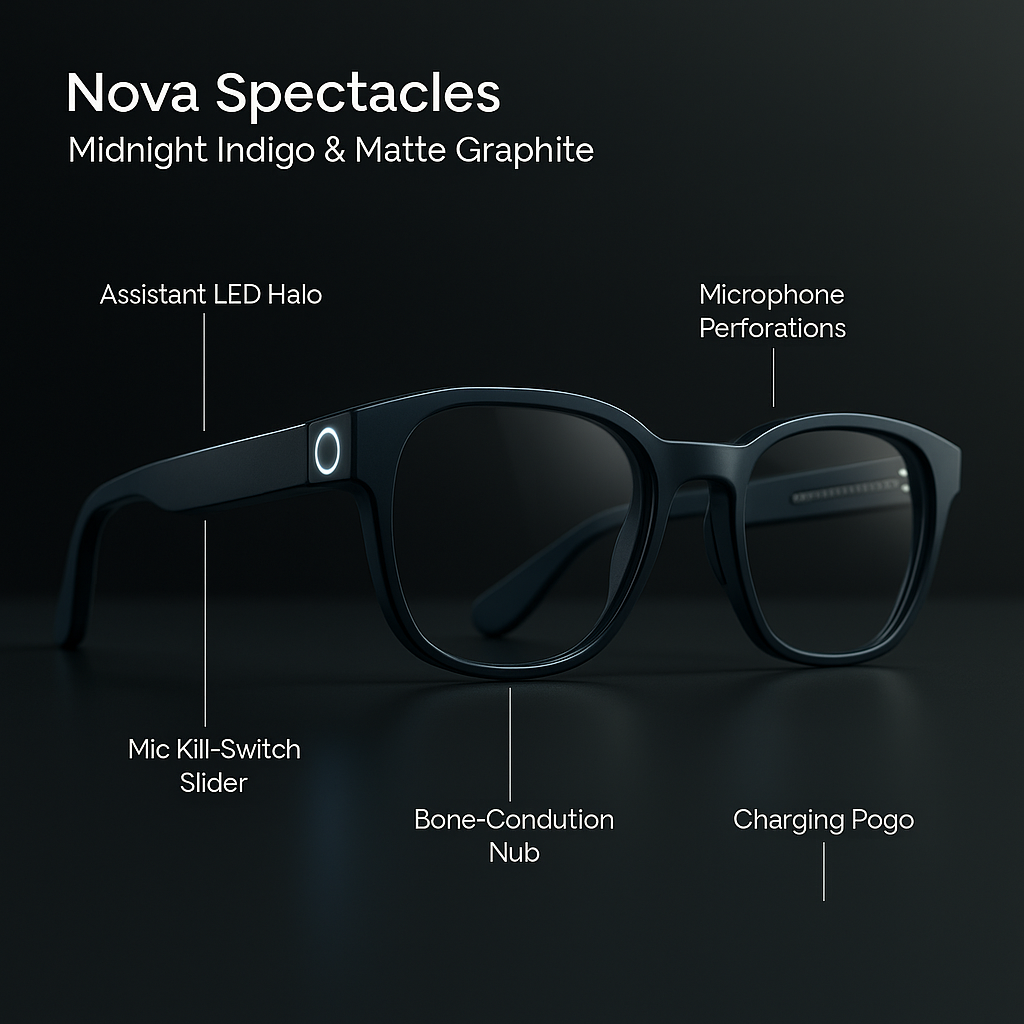 Nova Spectacles
Midnight Indigo & Matte Graphite
Assistant LED Halo
Microphone
Perforations
Mic Kill-Switch
Slider
Bone-Condution
Nub
Charging Pogo